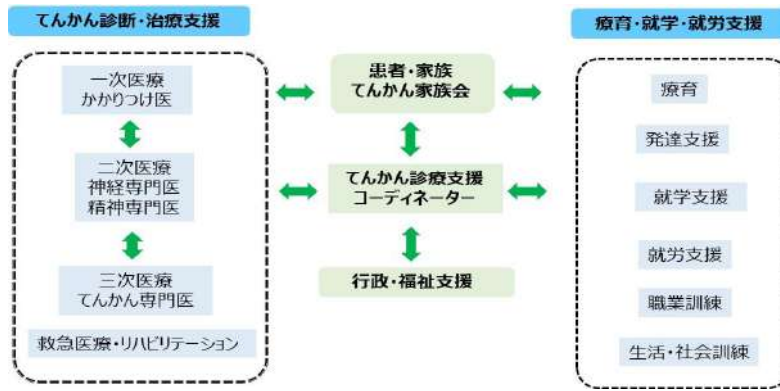 てんかん診断・治療支援
一次医療
かかりつけ医
二次医療
神経専門医
精神専門医
三次医療
てんかん専門医
救急医療・リハビリテーション
患者・家族
てんかん家族会
てんかん診療支援
コーディネーター
行政・福祉支援
療育・就学・就労支援
療育
発達支援
就学支援
就労支援
職業訓練
生活・社会訓練